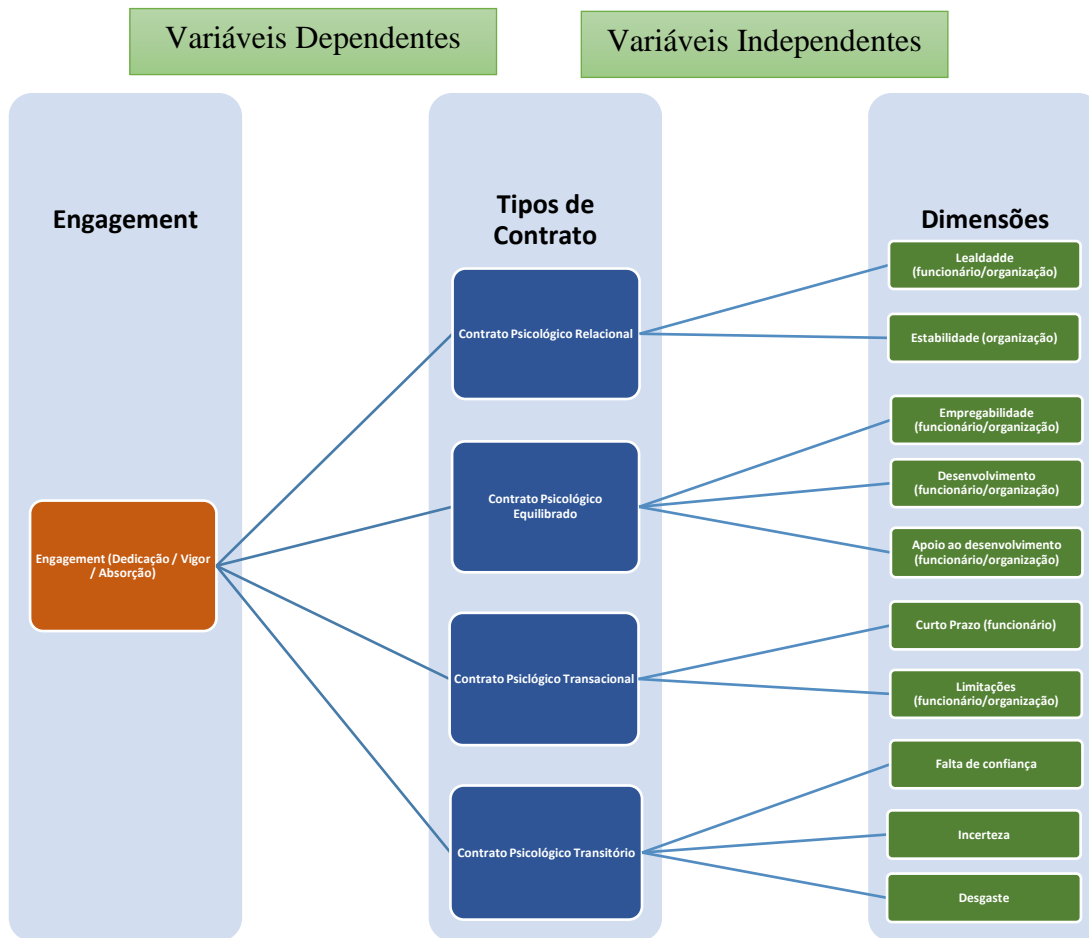 Variáveis Dependentes
Variáveis Independentes
Engagement
Tipos de
Contrato
Dimensões
Engagement (Dedicação / Vigor
/ Absorção)
Contrato Psicológico Relacional
Contrato Psicológico
Equilibrado
Contrato Psiclógico Transacional
Contrato Psicológico Transitório
Lealdadde
(funcionário/organização)
Estabilidade (organização)
Empregabilidade
(funcionário/organização)
Desenvolvimento
(funcionário/organização)
Apoio ao desenvolvimento
(funcionário/organização)
Curto Prazo (funcionário)
Limitações
(funcionário/organização)
Falta de confiança
Incerteza
Desgaste